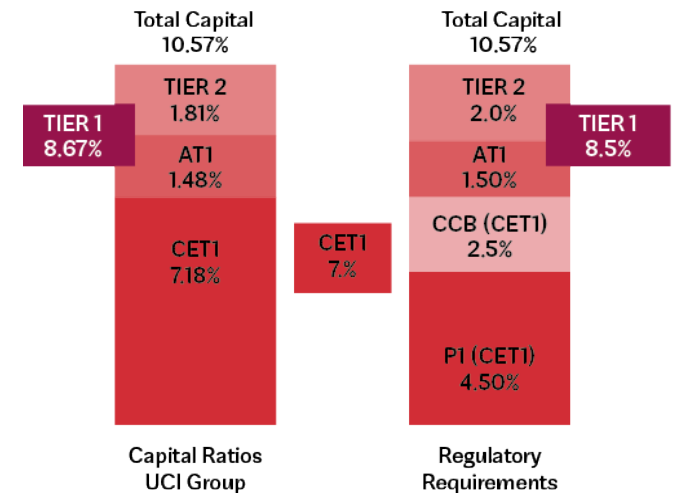 Total Capital
10.57%
TIER 2
1.81%
TIER 1
8.67%
AT1
1.48%
CET1
7.18%
Capital Ratios
UCI Group
CET1
7.%
Total Capital
10.57%
TIER 2
2.0%
TIER 1
8.5%
AT1
1.50%
CCB (CET1)
2.5%
P1 (CET1)
4.50%
Regulatory
Requirements